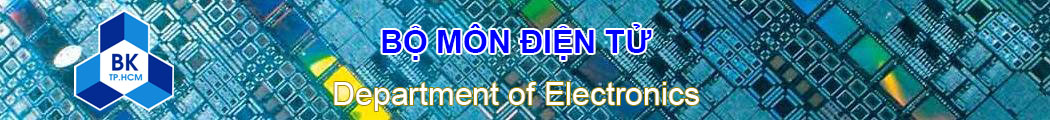 BK
TP.HCM
BỘ MÔN ĐIỆN TỬ
Department of Electronics